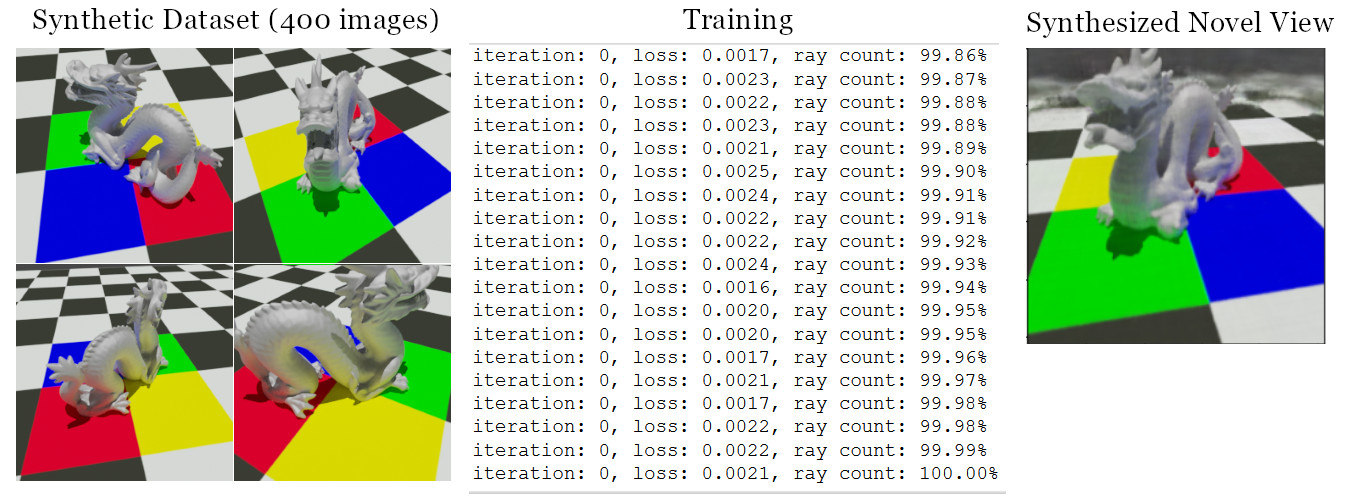 Synthetic Dataset (400 images)
Training
Synthesized Novel View
iteration: 0, loss: 0.0017, ray count: 99.86%
iteration: 0, loss: 0.0023, ray count: 99.87%
iteration: 0, loss: 0.0022, ray count: 99.88%
iteration: 0, loss: 0.0023, ray count: 99.88%
iteration: 0, loss: 0.0021, ray count: 99.89%
iteration: 0, loss: 0.0025, ray count: 99.90%
iteration: 0, loss: 0.0024, ray count: 99.91%
iteration: 0, loss: 0.0022, ray count: 99.91%
iteration: 0, loss: 0.0022, ray count: 99.92%
iteration: 0, loss: 0.0024, ray count: 99.93%
iteration: 0, loss: 0.0016, ray count: 99.94%
iteration: 0, loss: 0.0020, ray count: 99.95%
iteration: 0, loss: 0.0020, ray count: 99.95%
iteration: 0, loss: 0.0017, ray count: 99.96%
iteration: 0, loss: 0.0021, ray count: 99.97%
iteration: 0, loss: 0.0017, ray count: 99.98%
iteration: 0, loss: 0.0022, ray count: 99.98%
iteration: 0, loss: 0.0022, ray count: 99.99%
iteration: 0, loss: 0.0021, ray count: 100.00%